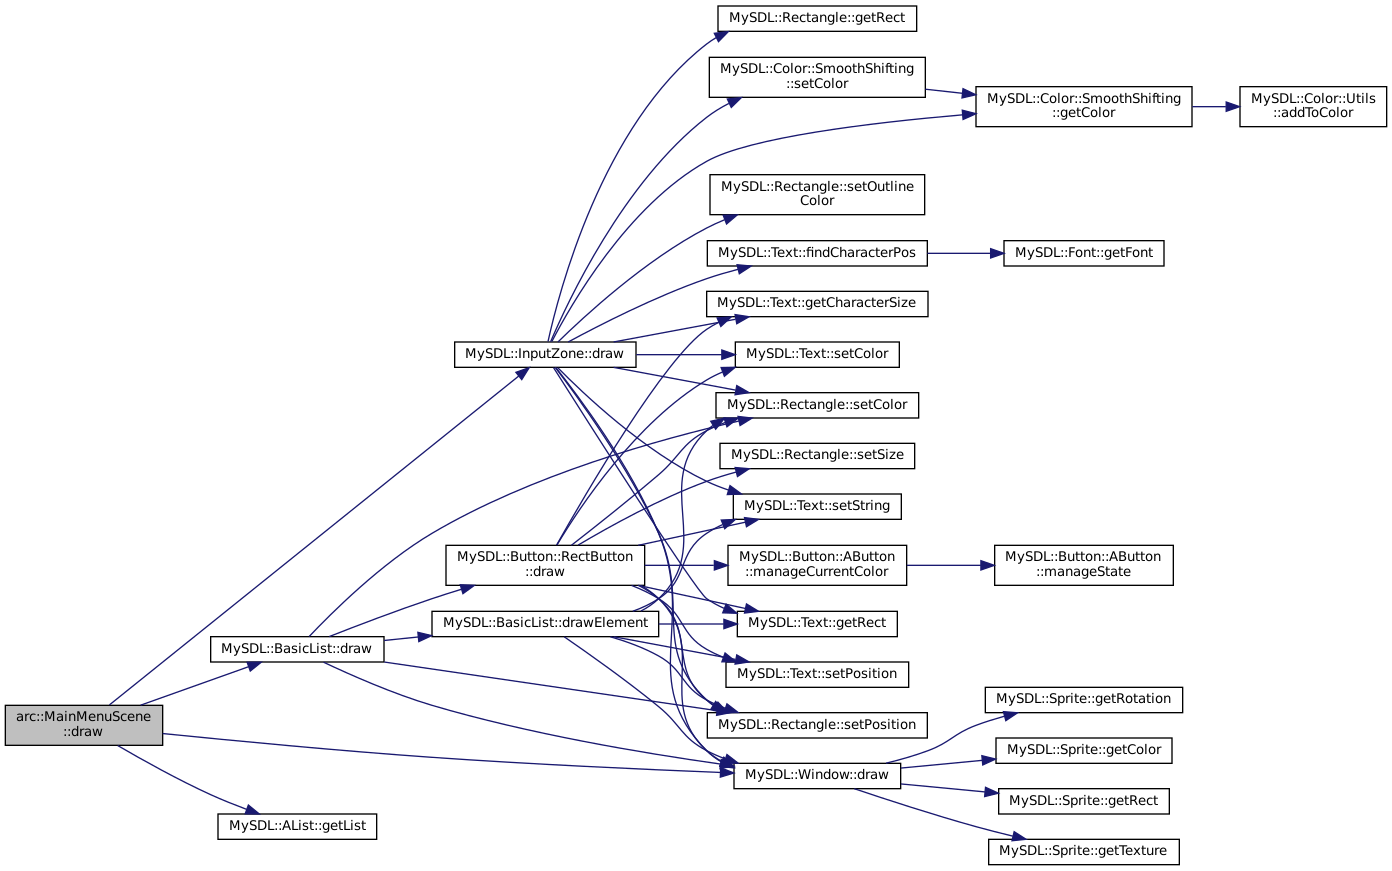 MySDL::Rectangle::getRect
MySDL::Color::SmoothShifting
::setColor
MySDL::Color::SmoothShifting
::getColor
MySDL::Color::Utils
::addToColor
MySDL::Rectangle::setOutline
Color
MySDL::Text::findCharacterPos
MySDL::Font::getFont
MySDL::Text::getCharacterSize
MySDL::InputZone::draw
MySDL::Text::setColor
MySDL::Rectangle::setColor
MySDL::Rectangle::setSize
MySDL::Text::setString
MySDL::Button::RectButton
::draw
MySDL::Button::AButton
::manageCurrentColor
MySDL::Button::AButton
::manageState
MySDL::BasicList::drawElement
MySDL::Text::getRect
MySDL::BasicList::draw
MySDL::Text::setPosition
MySDL::Sprite::getRotation
arc::MainMenuScene
::draw
MySDL::Rectangle::setPosition
MySDL::Sprite::getColor
MySDL::Window::draw
MySDL::Sprite::getRect
MySDL::AList::getList
MySDL::Sprite::getTexture